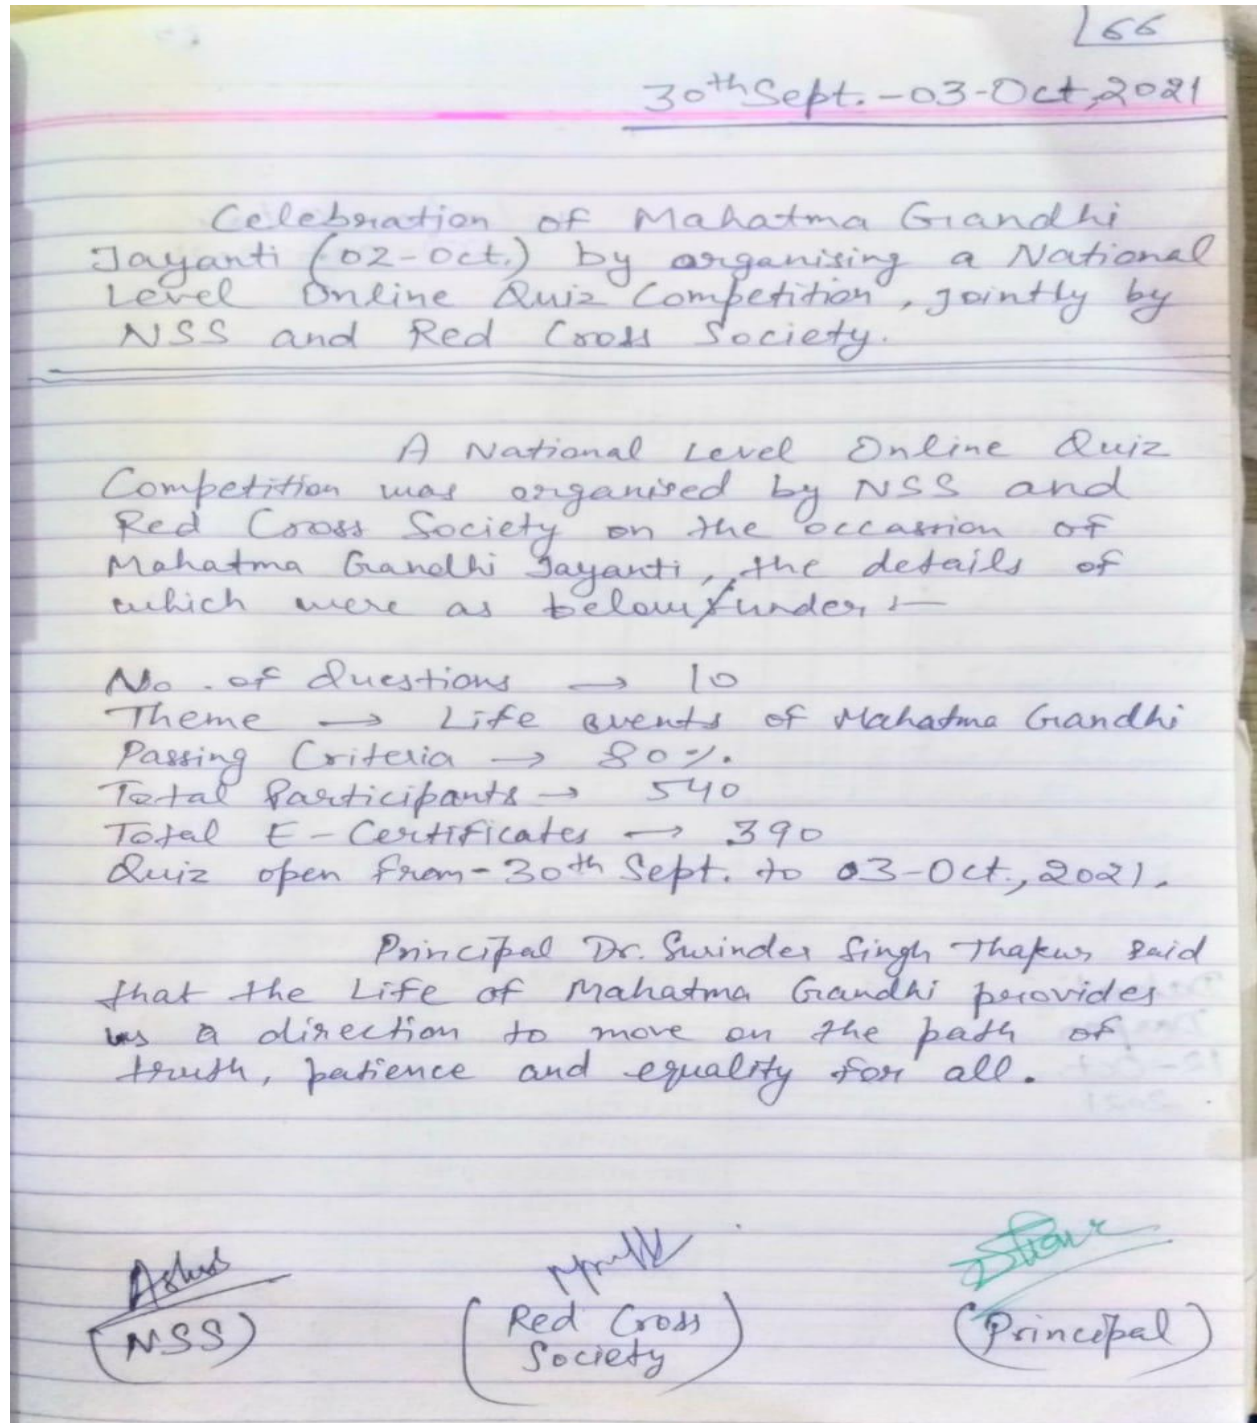 66
30th Sept. - 03-Oct, 2021
Celebration of Mahatma Gandhi
Jayanti (02-Oct.) by organising a National
Level Online Quiz Competition, jointly by
NSS and Red Cross Society.
A National Level Online Quiz
Competition was organised by NSS and
Red Cross Society on the occassion of
Mahatma Gandhi Jayanti, the details of
which were as below/under :-
No. of Questions → 10
Theme → Life events of Mahatma Gandhi
Passing Criteria → 80%.
Total Participants → 540
Total E-Certificates → 390
Quiz open from - 30th Sept. to 03-Oct., 2021.
Principal Dr. Surinder Singh Thakur said
that the Life of Mahatma Gandhi provides
us a direction to move on the path of
truth, patience and equality for all.
(NSS) (Red Cross (Principal)
Society)